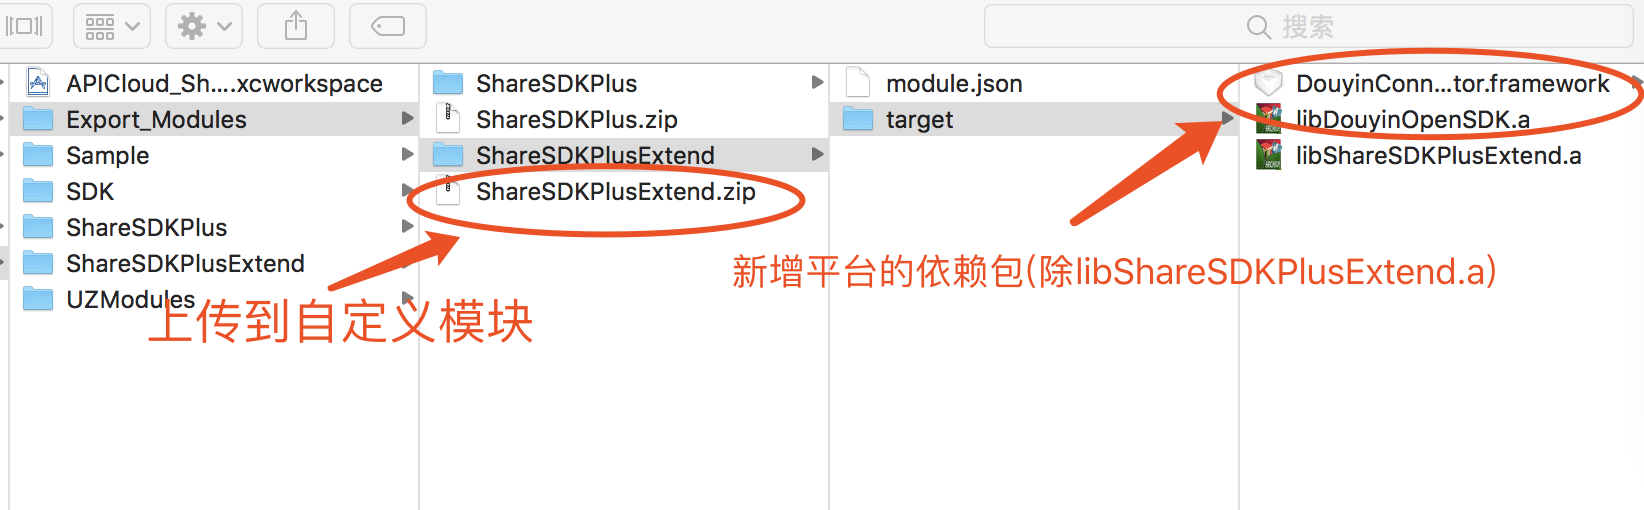 搜索
APICloud_Sh....xcworkspace
Export_Modules
Sample
SDK
ShareSDKPlus
ShareSDKPlusExtend
UZModules
ShareSDKPlus
ShareSDKPlus.zip
ShareSDKPlusExtend
ShareSDKPlusExtend.zip
module.json
target
DouyinConn...tor.framework
libDouyinOpenSDK.a
libShareSDKPlusExtend.a
上传到自定义模块
新增平台的依赖包(除libShareSDKPlusExtend.a)